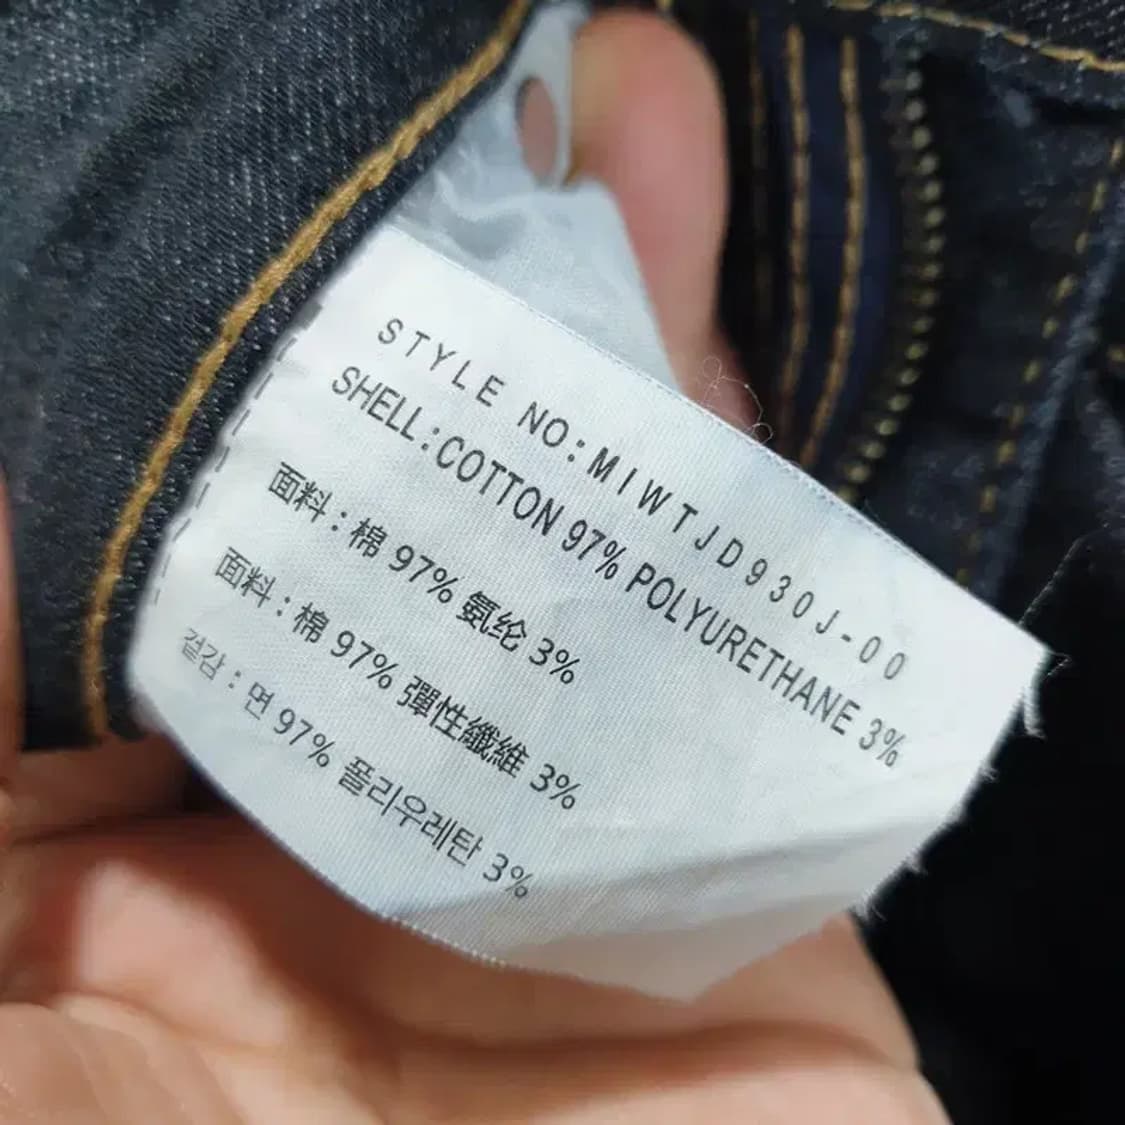 STYLE NO:MIWTJD930J-00
SHELL:COTTON 97% POLYURETHANE 3%
面料:棉 97% 氨纶 3%
面料:棉 97% 彈性纖維 3%
겉감:면 97% 폴리우레탄 3%